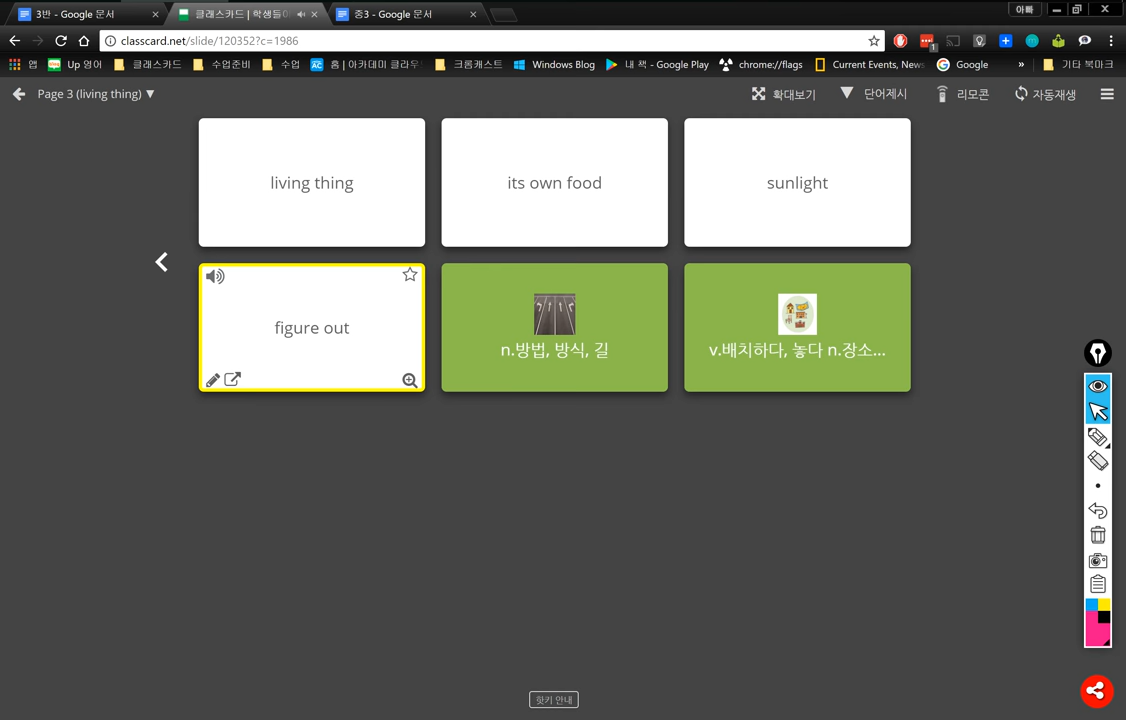 3반 - Google 문서
클래스카드 | 학생들이
중3 - Google 문서
아빠
classcard.net/slide/120352?c=1986
앱
Up 영어
클래스카드
수업준비
수업
홈 | 아카데미 클라우
크롬캐스트
Windows Blog
내 책 - Google Play
chrome://flags
Current Events, News
Google
»
기타 북마크
Page 3 (living thing) ▼
확대보기
단어제시
리모콘
자동재생
living thing
its own food
sunlight
figure out
n.방법, 방식, 길
v.배치하다, 놓다 n.장소...
핫키 안내